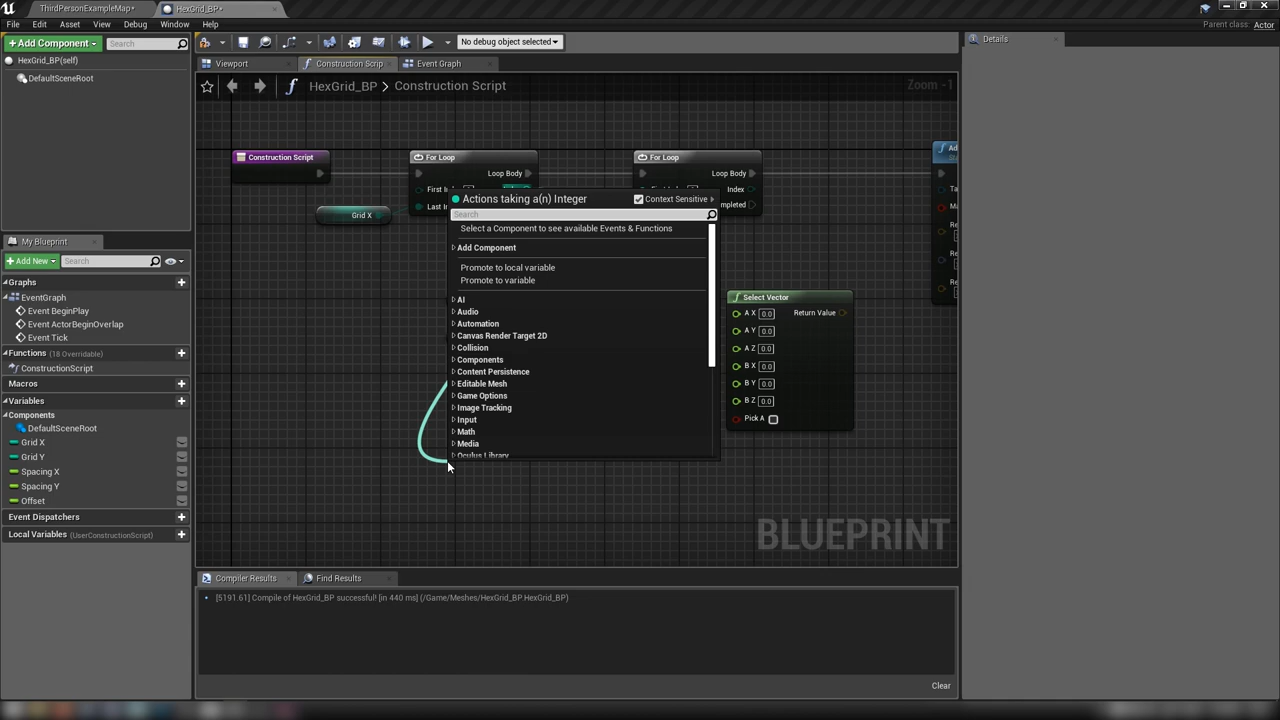 ThirdPersonExampleMap*
HexGrid_BP*
File Edit Asset View Debug Window Help
Parent class: Actor
Add Component
Search
No debug object selected
Details
HexGrid_BP(self)
DefaultSceneRoot
Viewport
Construction Scrip
Event Graph
HexGrid_BP > Construction Script
Zoom -1
Construction Script
For Loop
Loop Body
First Index
Last In
Grid X
For Loop
Loop Body
Index
Actions taking a(n) Integer
Context Sensitive
Search
Select a Component to see available Events & Functions
Add Component
Promote to local variable
Promote to variable
AI
Audio
Automation
Canvas Render Target 2D
Collision
Components
Content Persistence
Editable Mesh
Game Options
Image Tracking
Input
Math
Media
Oculus Library
Select Vector
A X 0.0 Return Value
A Y 0.0
A Z 0.0
B X 0.0
B Y 0.0
B Z 0.0
Pick A
BLUEPRINT
My Blueprint
Add New
Search
Graphs
EventGraph
Event BeginPlay
Event ActorBeginOverlap
Event Tick
Functions (18 Overridable)
ConstructionScript
Macros
Variables
Components
DefaultSceneRoot
Grid X
Grid Y
Spacing X
Spacing Y
Offset
Event Dispatchers
Local Variables (UserConstructionScript)
Compiler Results
Find Results
[5191.61] Compile of HexGrid_BP successful! [in 440 ms] (/Game/Meshes/HexGrid_BP.HexGrid_BP)
Clear